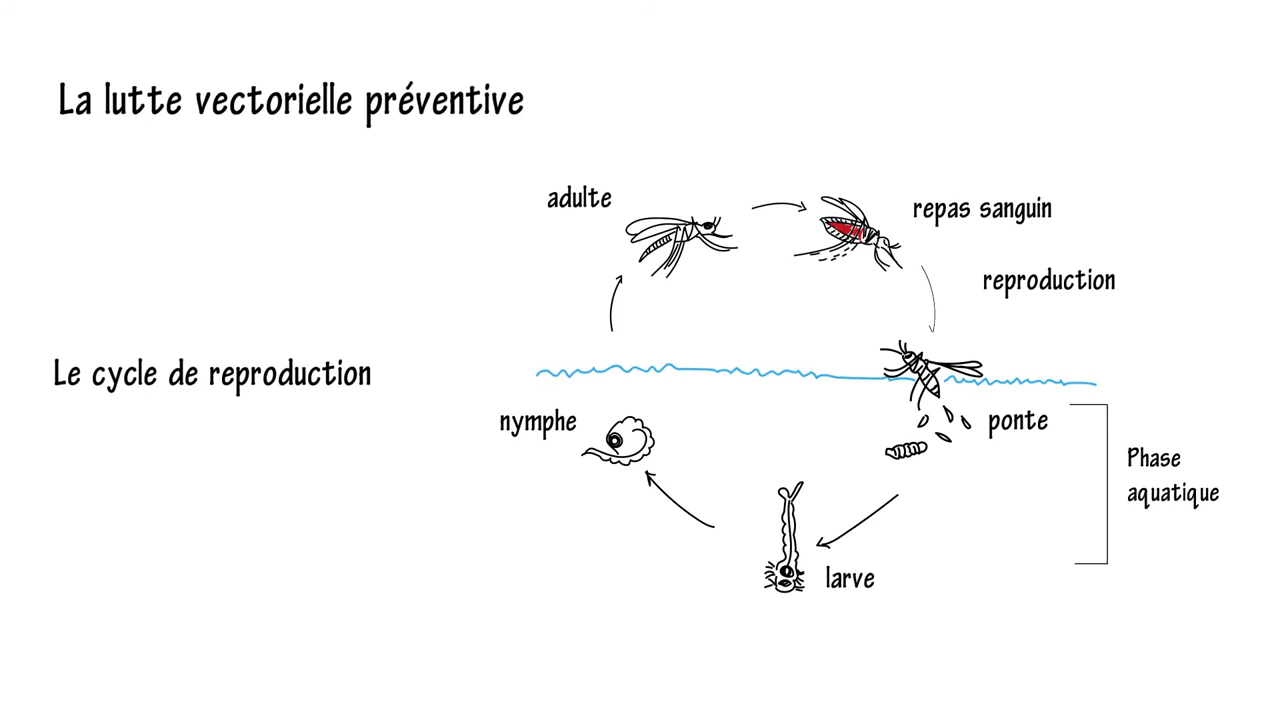 La lutte vectorielle préventive
adulte
repas sanguin
reproduction
Le cycle de reproduction
nymphe
ponte
Phase
aquatique
larve